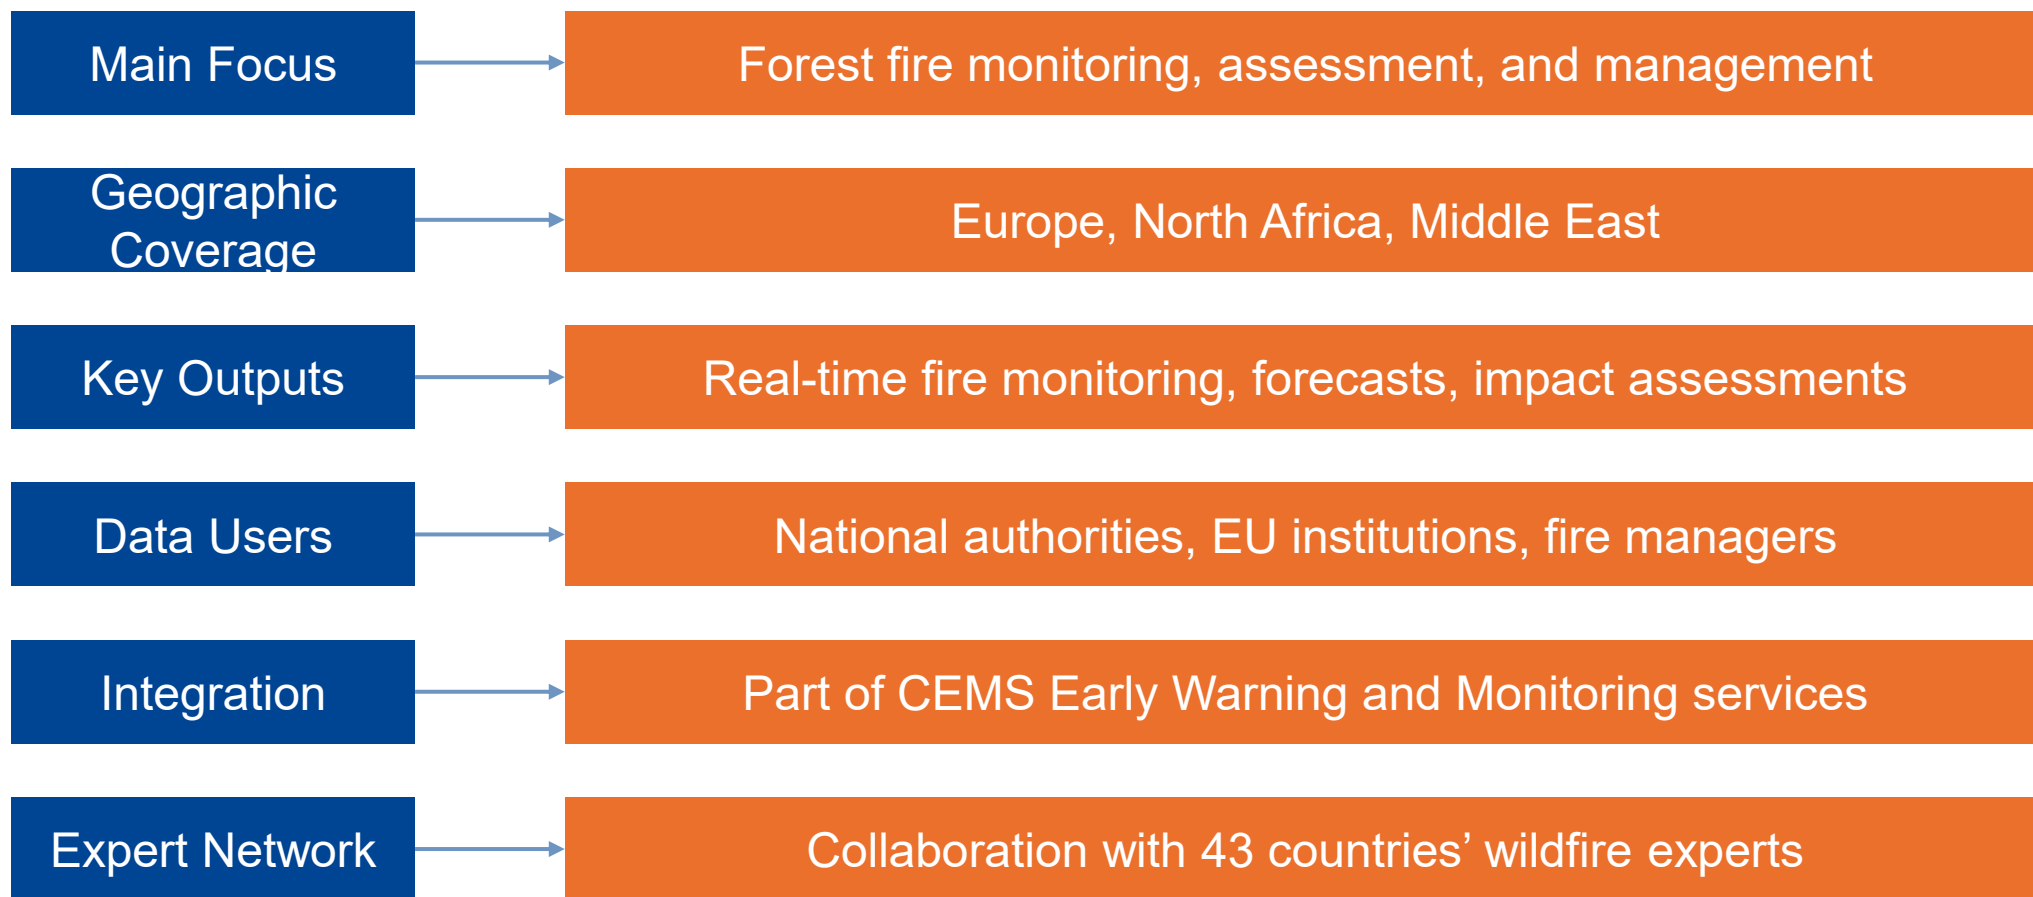 Main Focus
Forest fire monitoring, assessment, and management
Geographic
Coverage
Europe, North Africa, Middle East
Key Outputs
Real-time fire monitoring, forecasts, impact assessments
Data Users
National authorities, EU institutions, fire managers
Integration
Part of CEMS Early Warning and Monitoring services
Expert Network
Collaboration with 43 countries’ wildfire experts